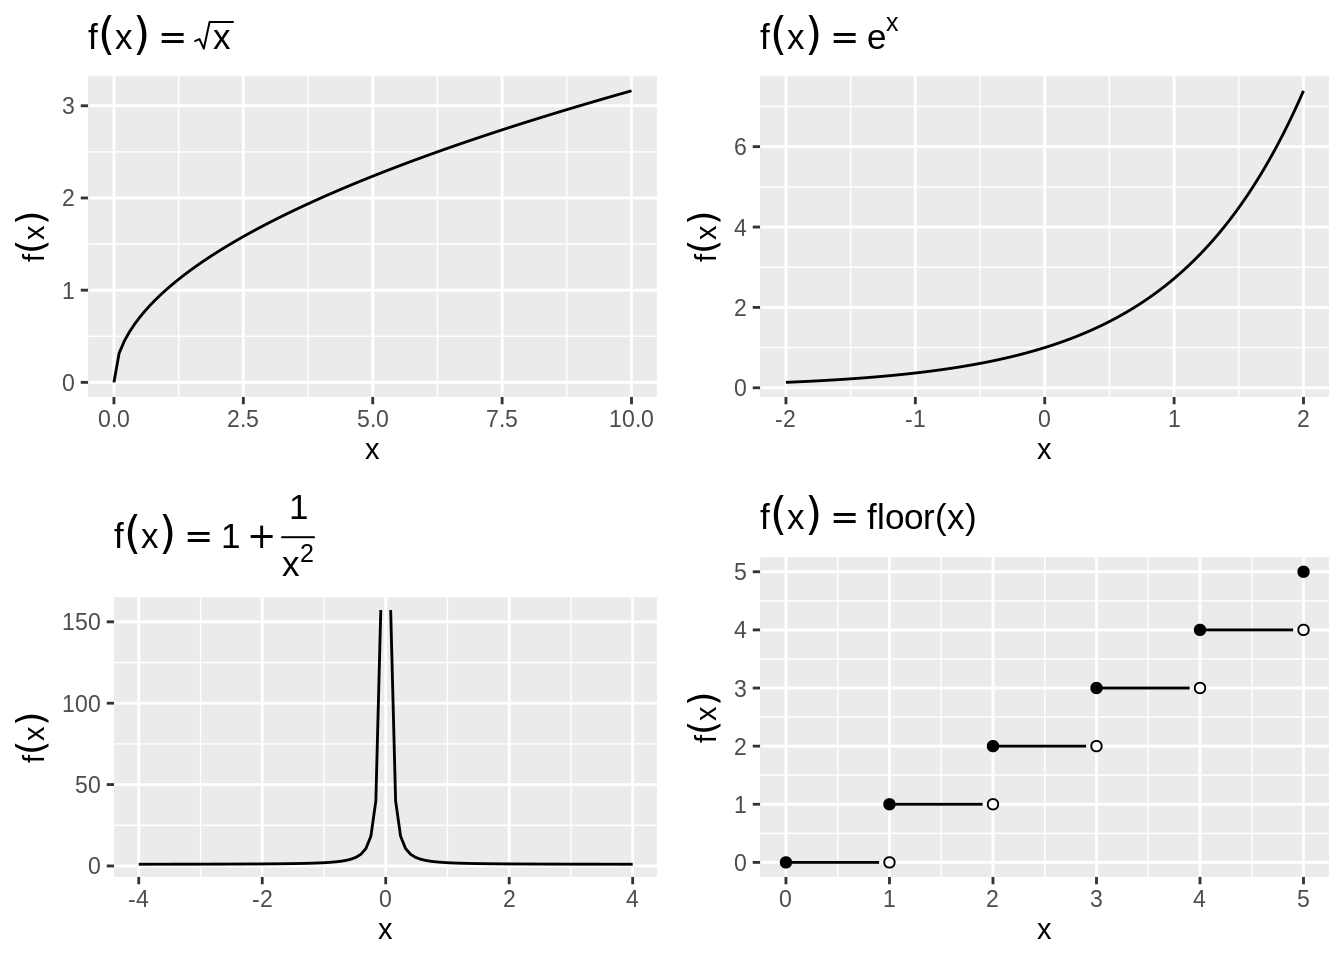 f(x) = √x
3
2
1
0
f(x)
0.0 2.5 5.0 7.5 10.0
x
f(x) = eˣ
6
4
2
0
f(x)
-2 -1 0 1 2
x
f(x) = 1 + 1/x²
150
100
50
0
f(x)
-4 -2 0 2 4
x
f(x) = floor(x)
5
4
3
2
1
0
f(x)
0 1 2 3 4 5
x